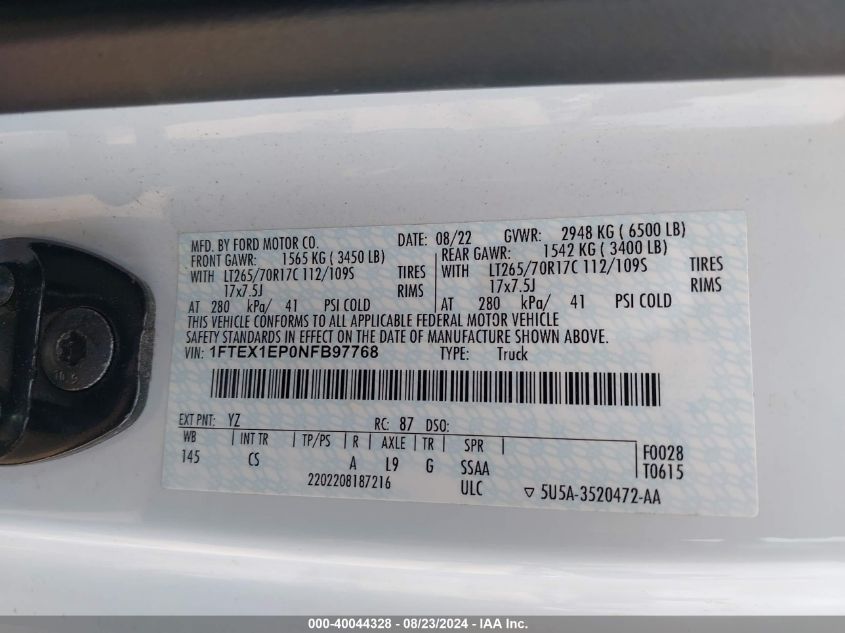 MFD. BY FORD MOTOR CO. DATE: 08/22 GVWR: 2948 KG ( 6500 LB)
FRONT GAWR: 1565 KG ( 3450 LB) REAR GAWR: 1542 KG ( 3400 LB)
WITH LT265/70R17C 112/109S TIRES WITH LT265/70R17C 112/109S TIRES
17x7.5J RIMS 17x7.5J RIMS
AT 280 kPa/ 41 PSI COLD AT 280 kPa/ 41 PSI COLD
THIS VEHICLE CONFORMS TO ALL APPLICABLE FEDERAL MOTOR VEHICLE
SAFETY STANDARDS IN EFFECT ON THE DATE OF MANUFACTURE SHOWN ABOVE.
VIN: 1FTEX1EP0NFB97768 TYPE: Truck
EXT PNT: YZ RC: 87 DSO:
WB INT TR TP/PS R AXLE TR SPR F0028
145 CS A L9 G SSAA T0615
2202208187216 ULC ▽ 5U5A-3520472-AA
10.9
000-40044328 - 08/23/2024 - IAA Inc.